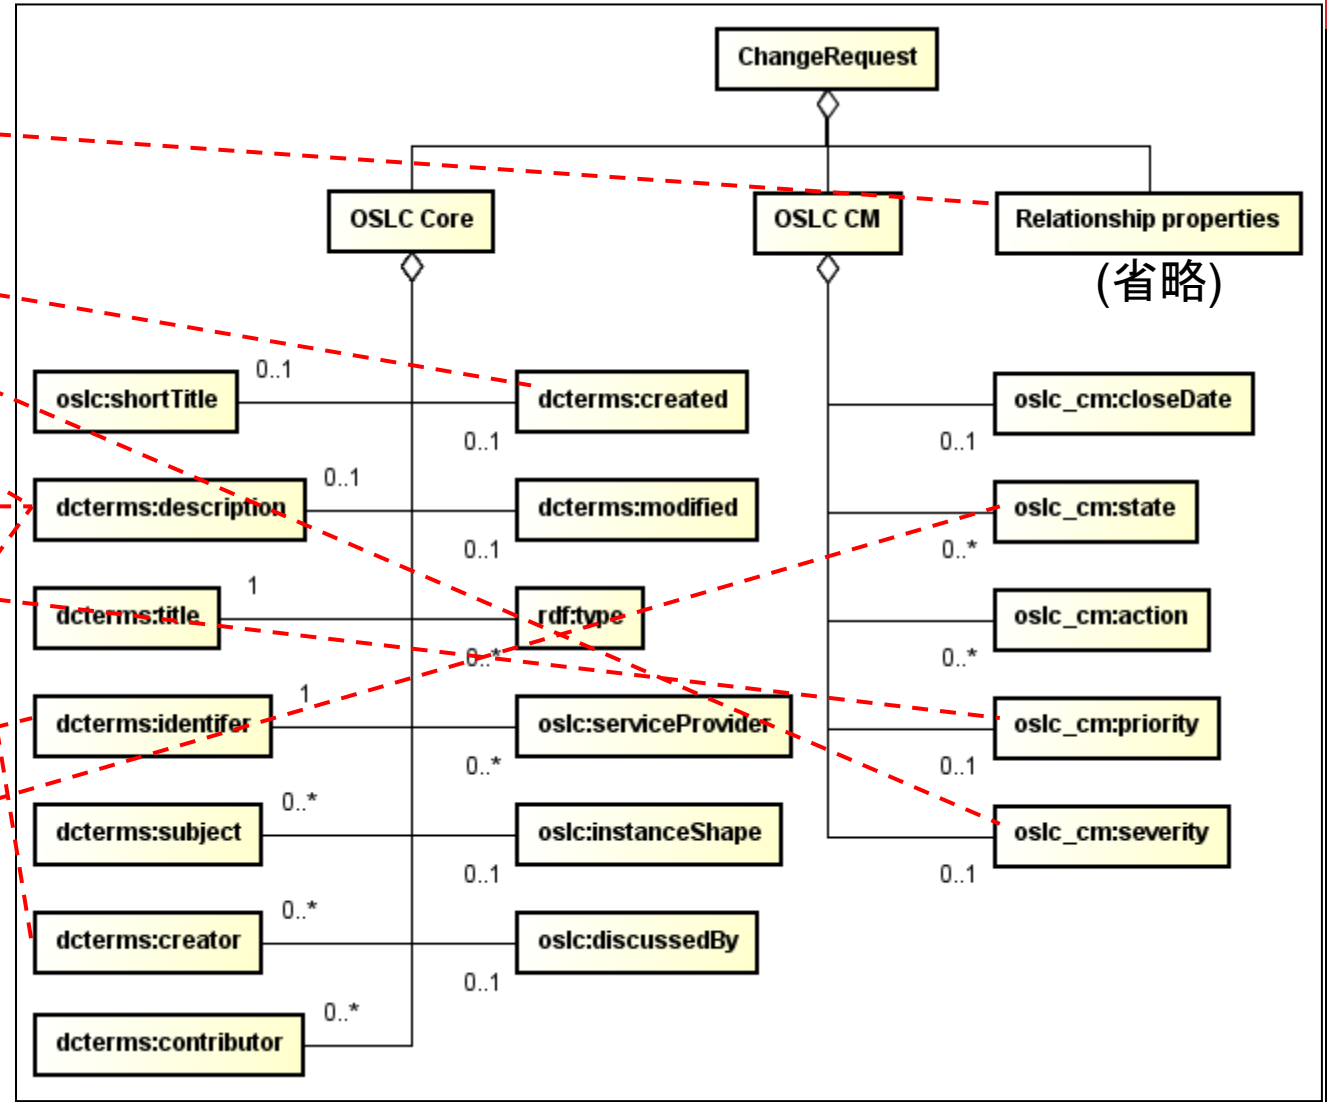 ChangeRequest
OSLC Core
OSLC CM
Relationship properties
(省略)
oslc:shortTitle
0..1
dcterms:created
0..1
oslc_cm:closeDate
0..1
dcterms:description
0..1
dcterms:modified
0..1
oslc_cm:state
0..*
dcterms:title
1
rdf:type
0..*
oslc_cm:action
0..*
dcterms:identifer
1
oslc:serviceProvider
0..*
oslc_cm:priority
0..1
dcterms:subject
0..*
oslc:instanceShape
0..1
oslc_cm:severity
0..1
dcterms:creator
0..*
oslc:discussedBy
0..1
dcterms:contributor
0..*